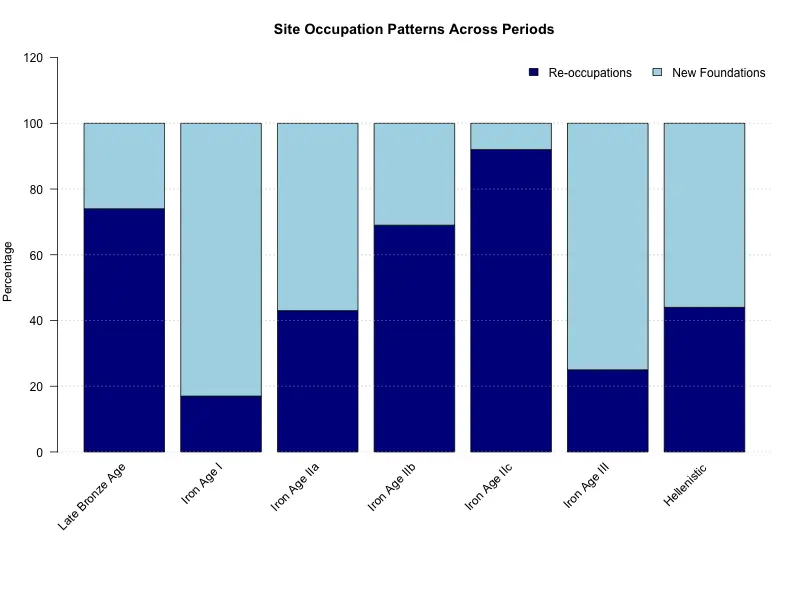 Site Occupation Patterns Across Periods
Re-occupations New Foundations
Percentage
120
100
80
60
40
20
0
Late Bronze Age
Iron Age I
Iron Age IIa
Iron Age IIb
Iron Age IIc
Iron Age III
Hellenistic